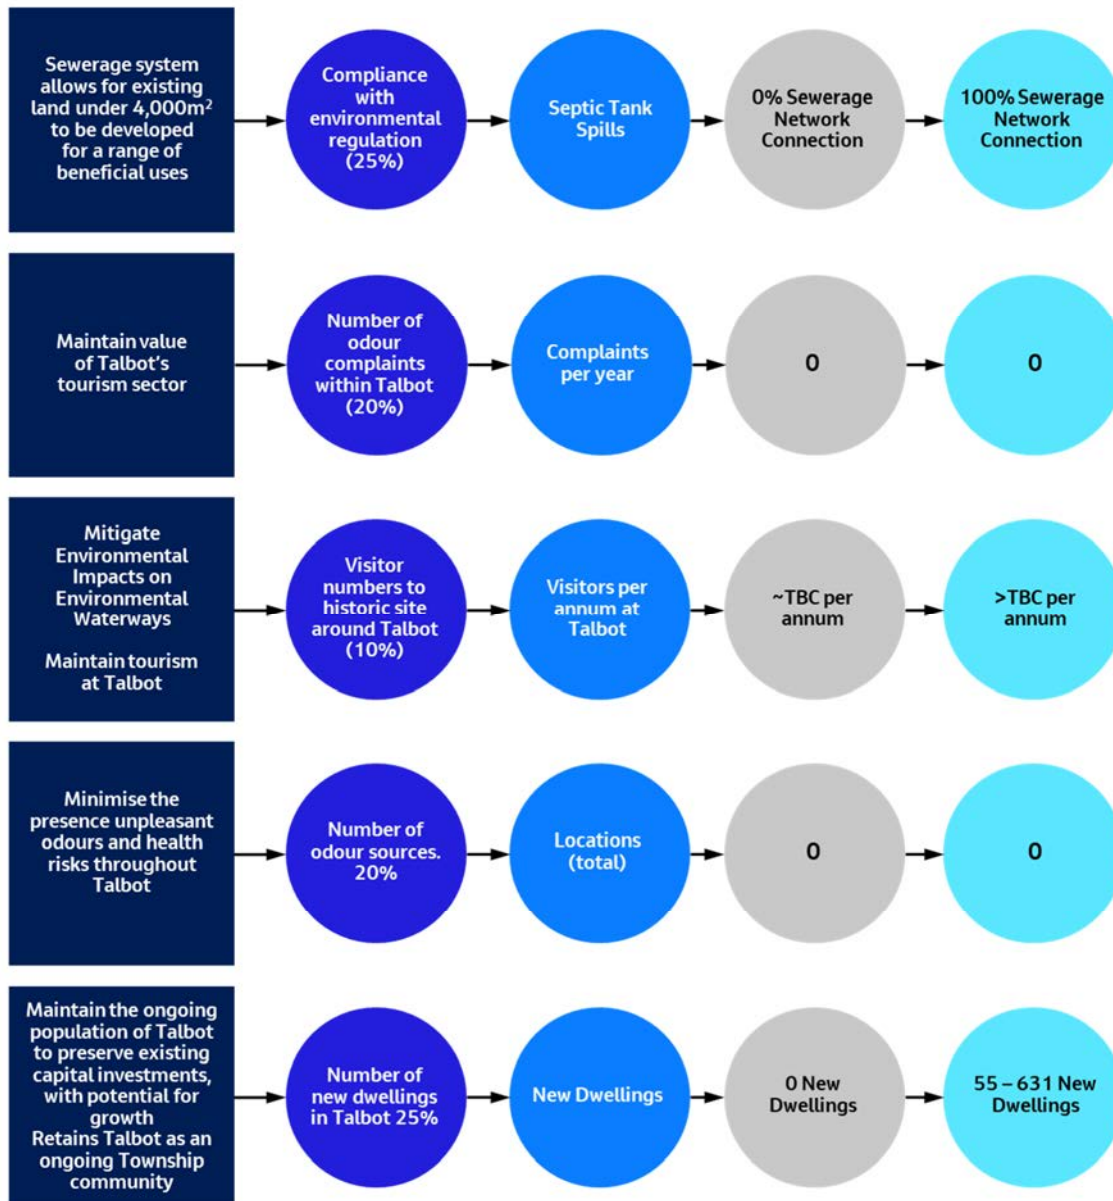 Sewerage system
allows for existing
land under 4,000m²
to be developed
for a range of
beneficial uses
Compliance
with
environmental
regulation
(25%)
Septic Tank
Spills
0% Sewerage
Network
Connection
100% Sewerage
Network
Connection
Maintain value
of Talbot's
tourism sector
Number of
odour
complaints
within Talbot
(20%)
Complaints
per year
0
0
Mitigate
Environmental
Impacts on
Environmental
Waterways
Maintain tourism
at Talbot
Visitor
numbers to
historic site
around Talbot
(10%)
Visitors per
annum at
Talbot
~TBC per
annum
>TBC per
annum
Minimise the
presence unpleasant
odours and health
risks throughout
Talbot
Number of
odour sources.
20%
Locations
(total)
0
0
Maintain the ongoing
population of Talbot
to preserve existing
capital investments,
with potential for
growth
Retains Talbot as an
ongoing Township
community
Number of
new dwellings
in Talbot 25%
New Dwellings
0 New
Dwellings
55 – 631 New
Dwellings